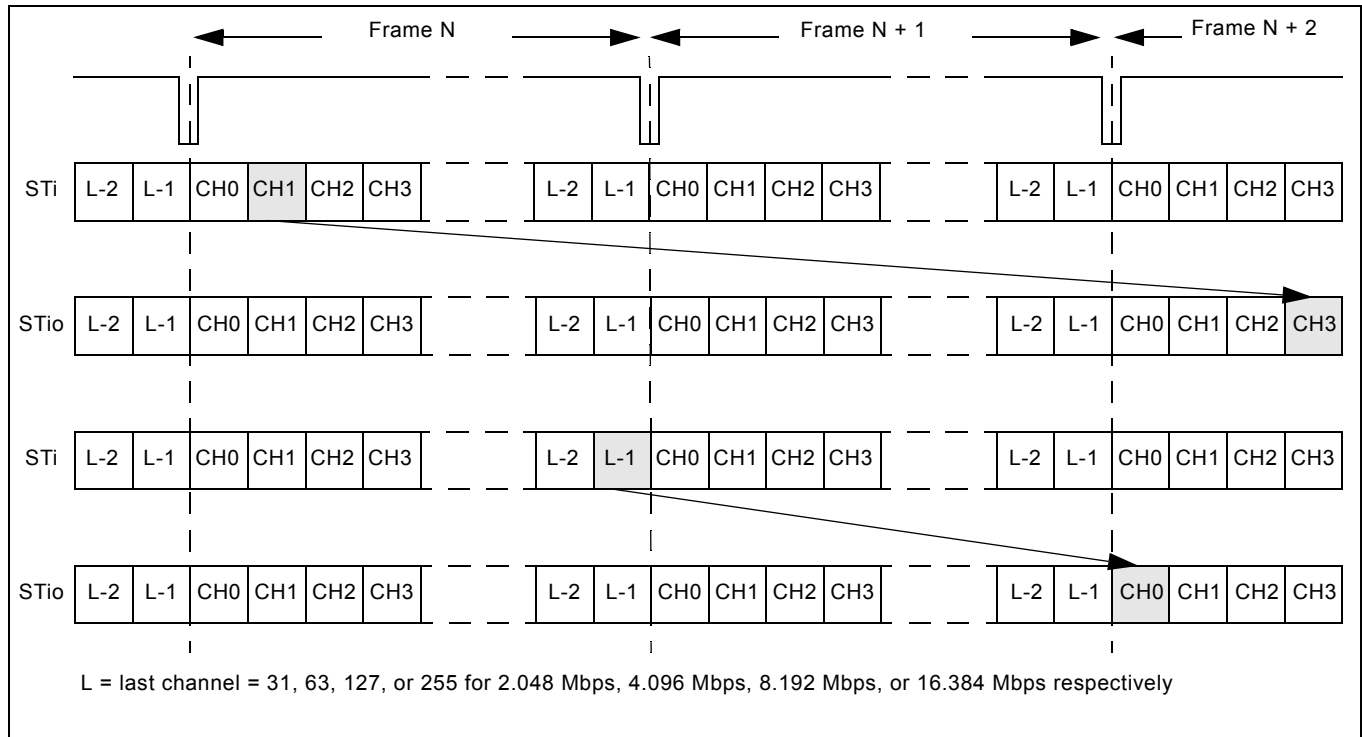 Frame N Frame N + 1 Frame N + 2
STi L-2 L-1 CH0 CH1 CH2 CH3 L-2 L-1 CH0 CH1 CH2 CH3 L-2 L-1 CH0 CH1 CH2 CH3
STio L-2 L-1 CH0 CH1 CH2 CH3 L-2 L-1 CH0 CH1 CH2 CH3 L-2 L-1 CH0 CH1 CH2 CH3
STi L-2 L-1 CH0 CH1 CH2 CH3 L-2 L-1 CH0 CH1 CH2 CH3 L-2 L-1 CH0 CH1 CH2 CH3
STio L-2 L-1 CH0 CH1 CH2 CH3 L-2 L-1 CH0 CH1 CH2 CH3 L-2 L-1 CH0 CH1 CH2 CH3
L = last channel = 31, 63, 127, or 255 for 2.048 Mbps, 4.096 Mbps, 8.192 Mbps, or 16.384 Mbps respectively